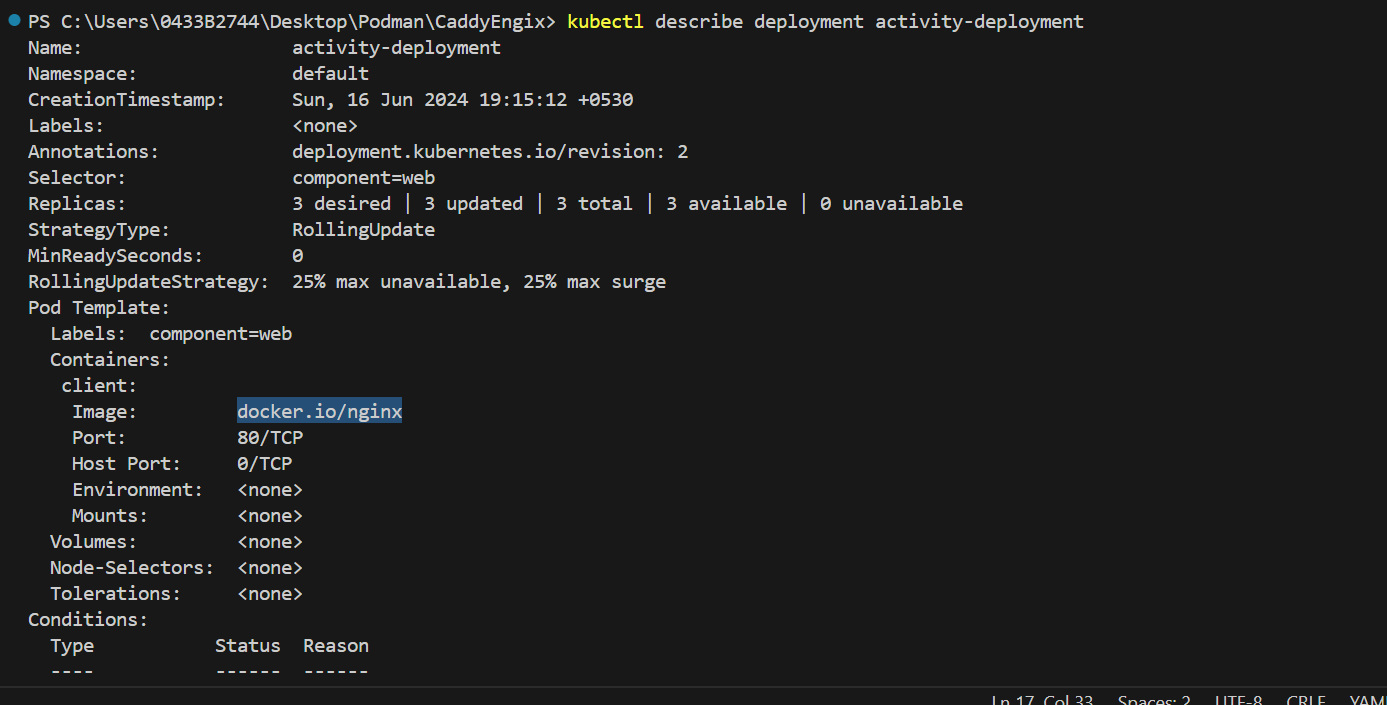 PS C:\Users\0433B2744\Desktop\Podman\CaddyEngix> kubectl describe deployment activity-deployment
Name:                   activity-deployment
Namespace:              default
CreationTimestamp:      Sun, 16 Jun 2024 19:15:12 +0530
Labels:                 <none>
Annotations:            deployment.kubernetes.io/revision: 2
Selector:               component=web
Replicas:               3 desired | 3 updated | 3 total | 3 available | 0 unavailable
StrategyType:           RollingUpdate
MinReadySeconds:        0
RollingUpdateStrategy:  25% max unavailable, 25% max surge
Pod Template:
  Labels:  component=web
  Containers:
   client:
    Image:         docker.io/nginx
    Port:          80/TCP
    Host Port:     0/TCP
    Environment:   <none>
    Mounts:        <none>
  Volumes:         <none>
  Node-Selectors:  <none>
  Tolerations:     <none>
Conditions:
  Type           Status  Reason
  ----           ------  ------
Ln 17, Col 33 Spaces: 2 UTF-8 CRLF YAM